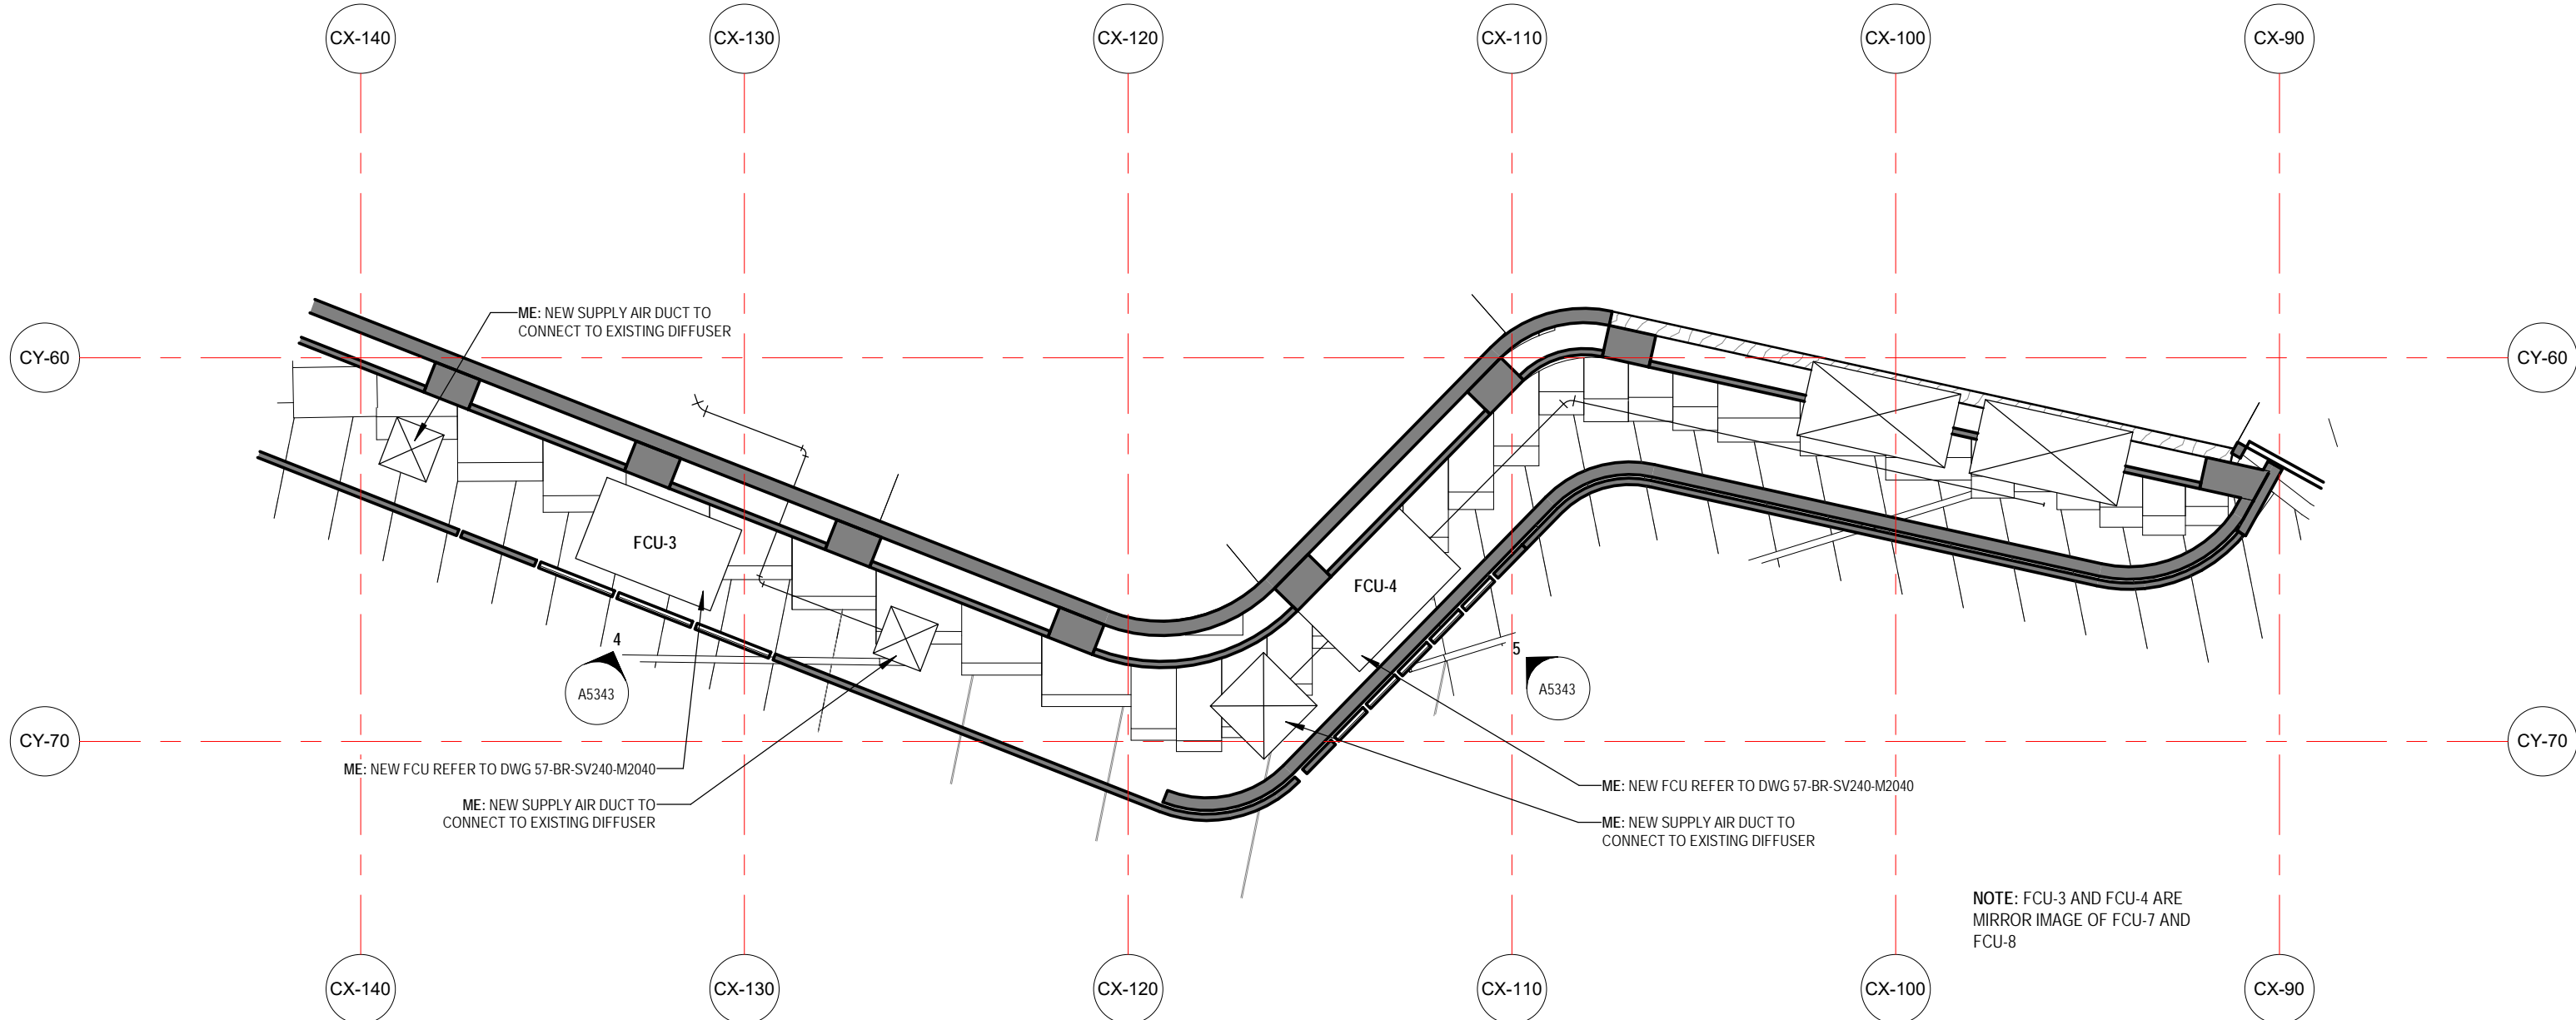 CX-140
CX-130
CX-120
CX-110
CX-100
CX-90
ME: NEW SUPPLY AIR DUCT TO
CONNECT TO EXISTING DIFFUSER
CY-60
CY-60
FCU-3
FCU-4
4
A5343
5
A5343
CY-70
CY-70
ME: NEW FCU REFER TO DWG 57-BR-SV240-M2040
ME: NEW SUPPLY AIR DUCT TO
CONNECT TO EXISTING DIFFUSER
ME: NEW FCU REFER TO DWG 57-BR-SV240-M2040
ME: NEW SUPPLY AIR DUCT TO
CONNECT TO EXISTING DIFFUSER
NOTE: FCU-3 AND FCU-4 ARE
MIRROR IMAGE OF FCU-7 AND
FCU-8
CX-140
CX-130
CX-120
CX-110
CX-100
CX-90